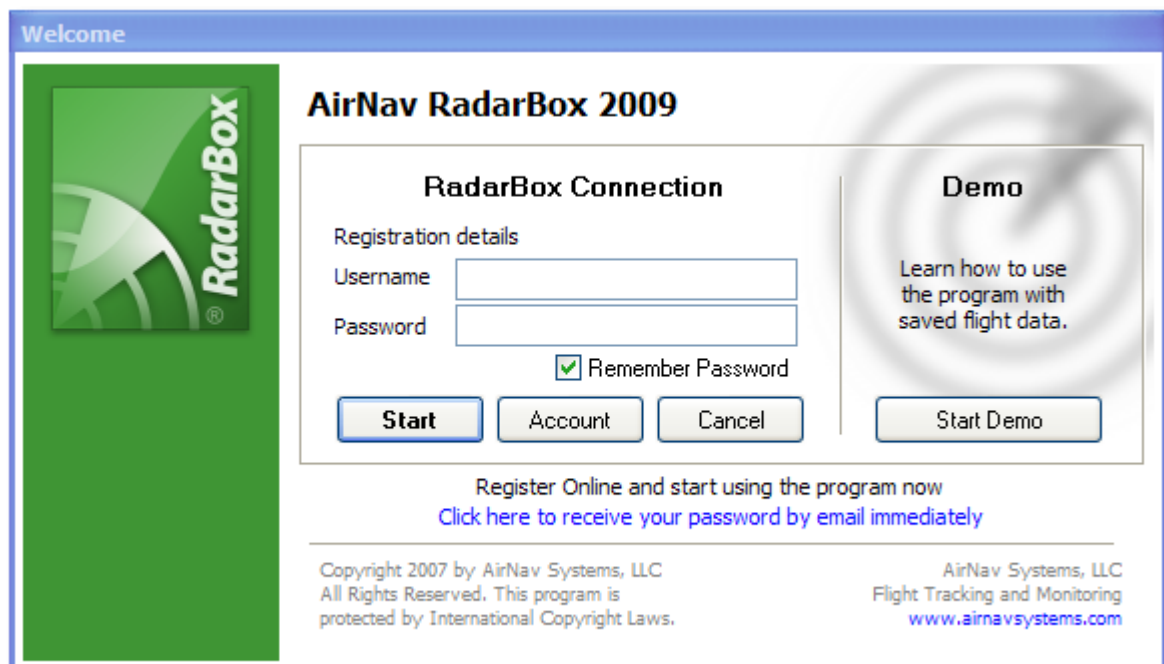 Welcome
RadarBox
®
AirNav RadarBox 2009
RadarBox Connection
Registration details
Username
Password
Remember Password
Start
Account
Cancel
Demo
Learn how to use
the program with
saved flight data.
Start Demo
Register Online and start using the program now
Click here to receive your password by email immediately
Copyright 2007 by AirNav Systems, LLC
All Rights Reserved. This program is
protected by International Copyright Laws.
AirNav Systems, LLC
Flight Tracking and Monitoring
www.airnavsystems.com